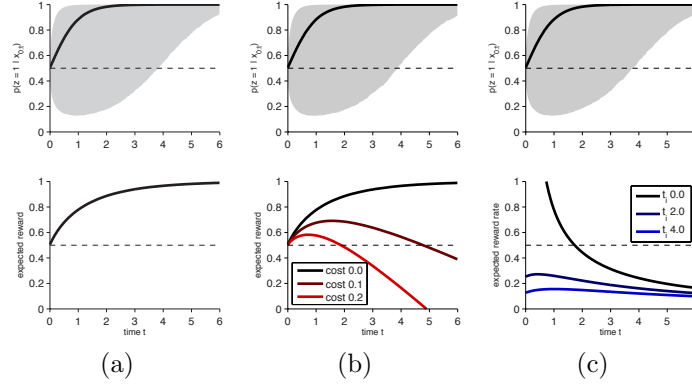 1 1 1
0.8 0.8 0.8
0.6 0.6 0.6
0.4 0.4 0.4
0.2 0.2 0.2
0 0 0
p(z = 1 | x0:t) p(z = 1 | x0:t) p(z = 1 | x0:t)
0 1 2 3 4 5 6 0 1 2 3 4 5 6 0 1 2 3 4 5
1 1 1
0.8 0.8 0.8
0.6 0.6 0.6
0.4 0.4 0.4
0.2 0.2 0.2
0 0 0
expected reward expected reward expected reward rate
cost 0.0
cost 0.1
cost 0.2
ti 0.0
ti 2.0
ti 4.0
0 1 2 3 4 5 6 0 1 2 3 4 5 6 0 1 2 3 4 5
time t time t time t
(a) (b) (c)